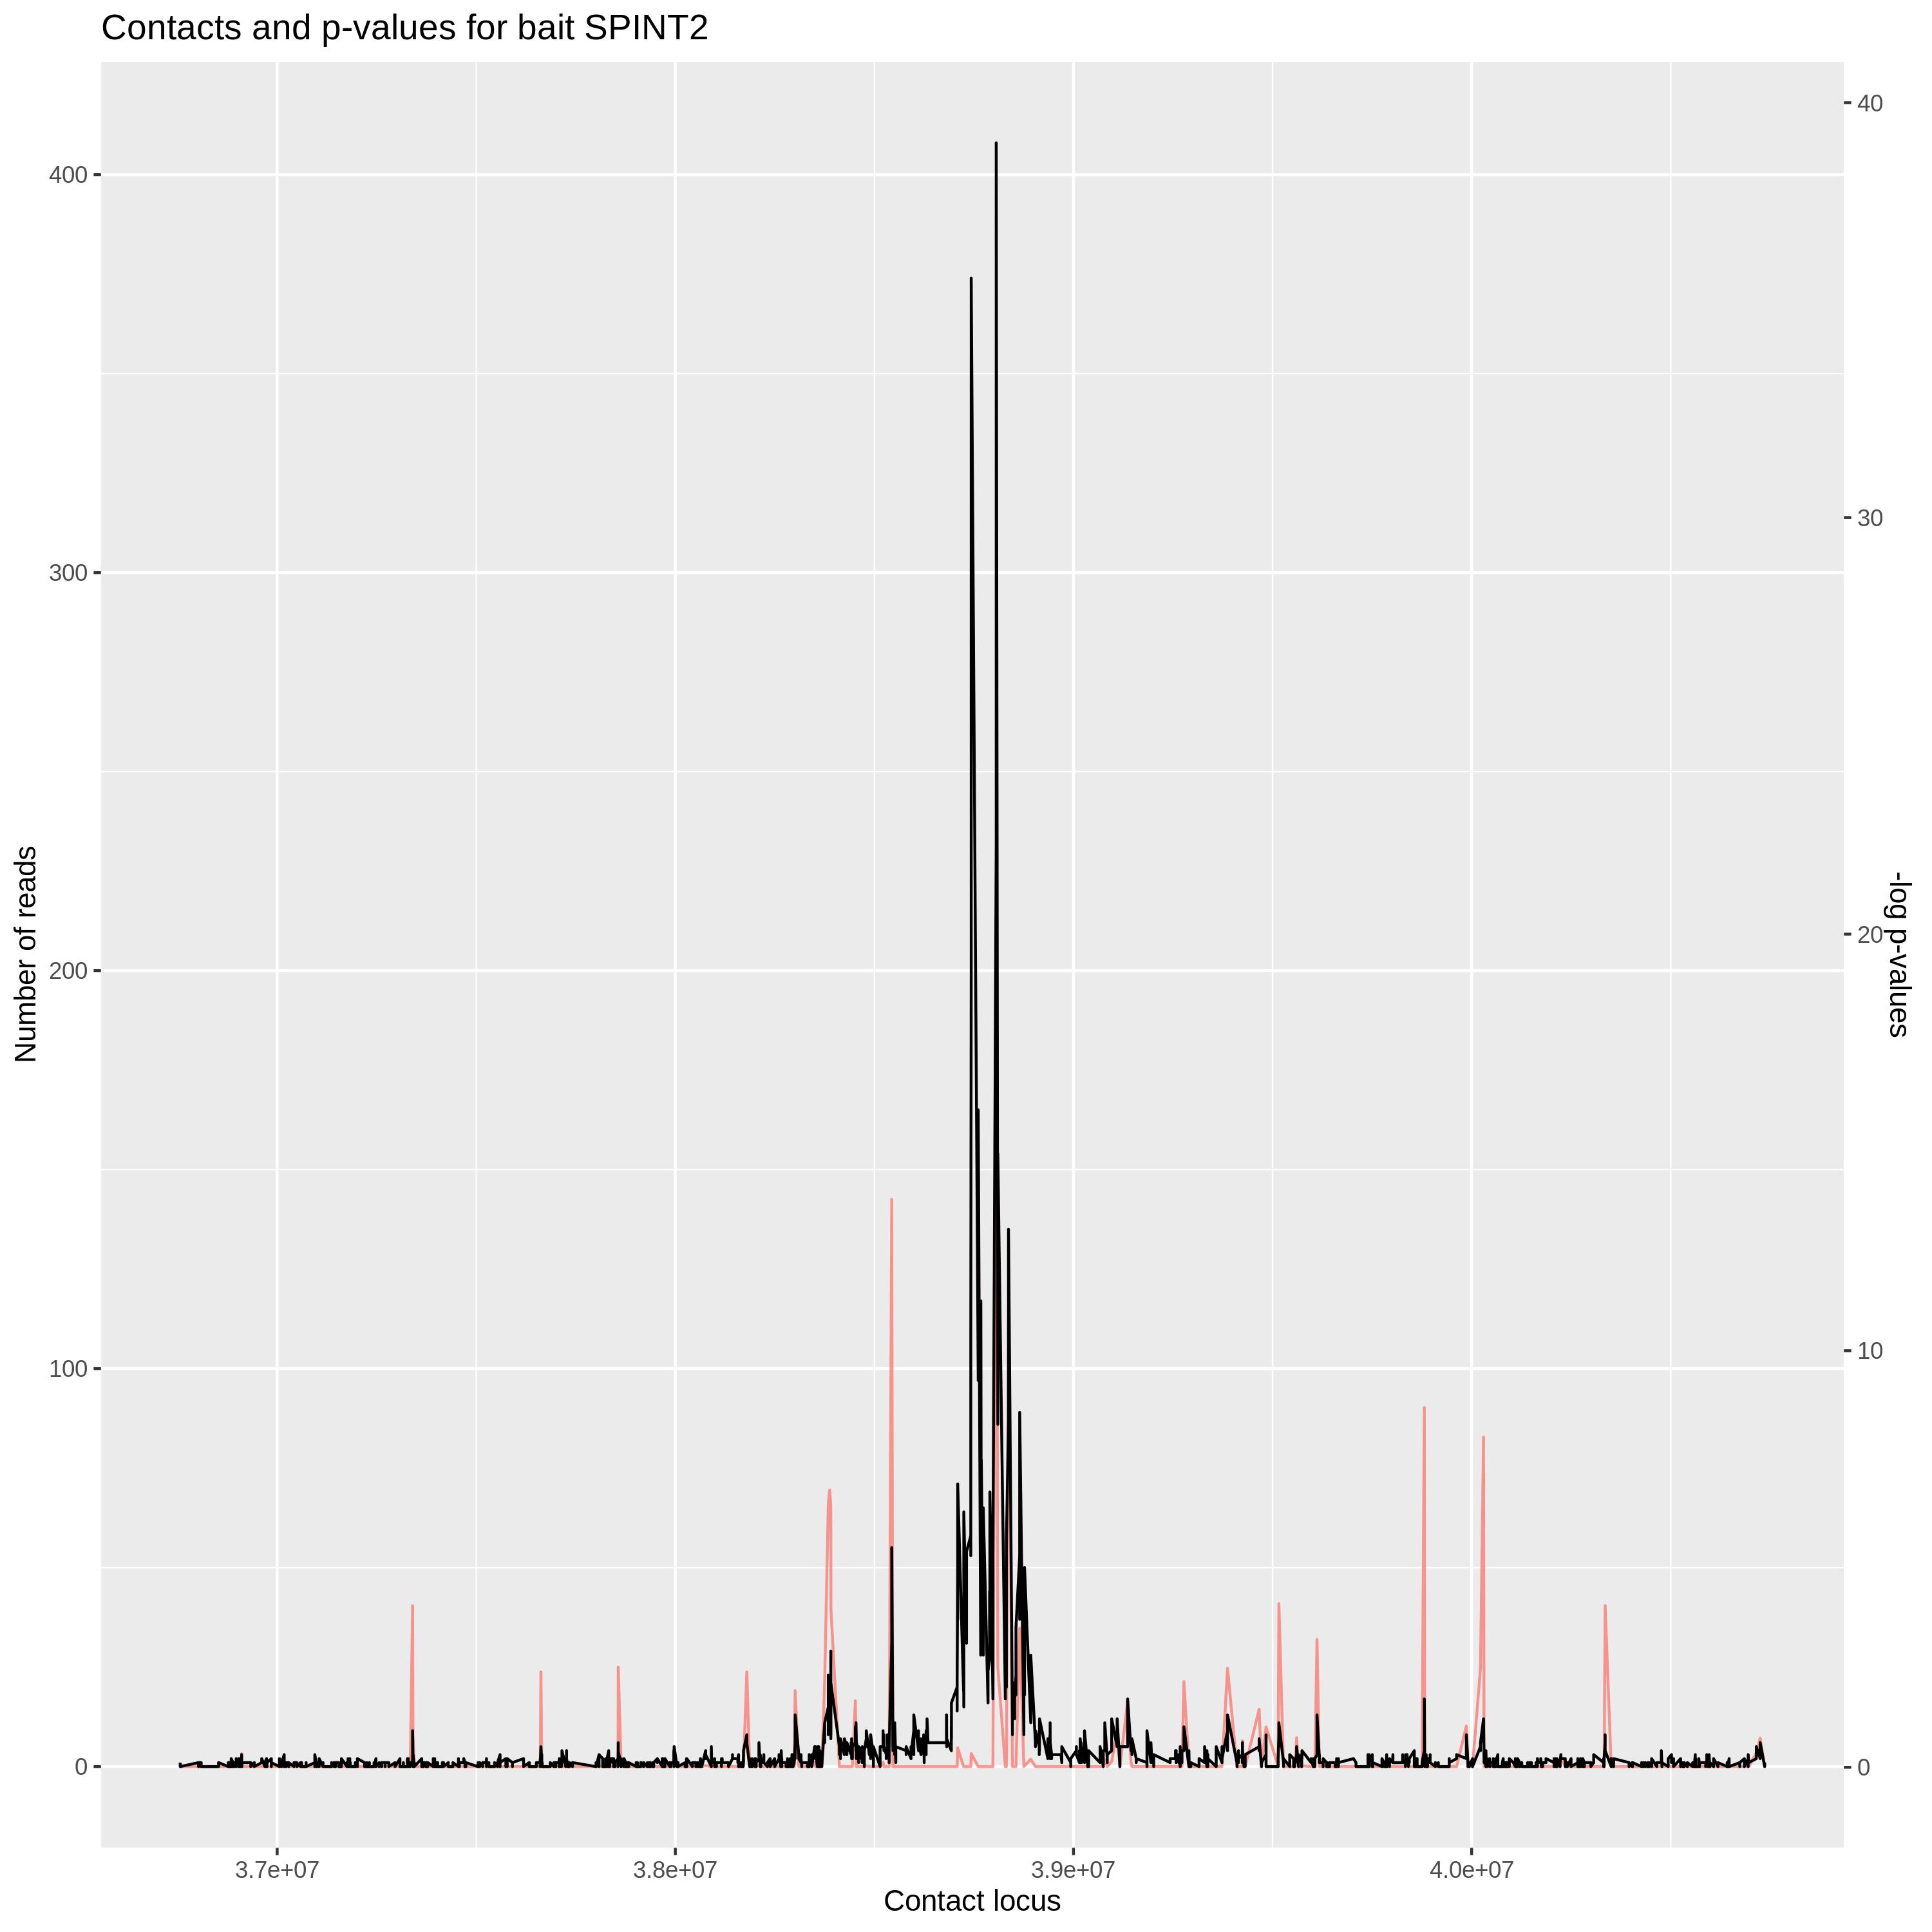 Contacts and p-values for bait SPINT2
400
300
200
100
0
Number of reads
40
30
20
10
0
-log p-values
3.7e+07
3.8e+07
3.9e+07
4.0e+07
Contact locus